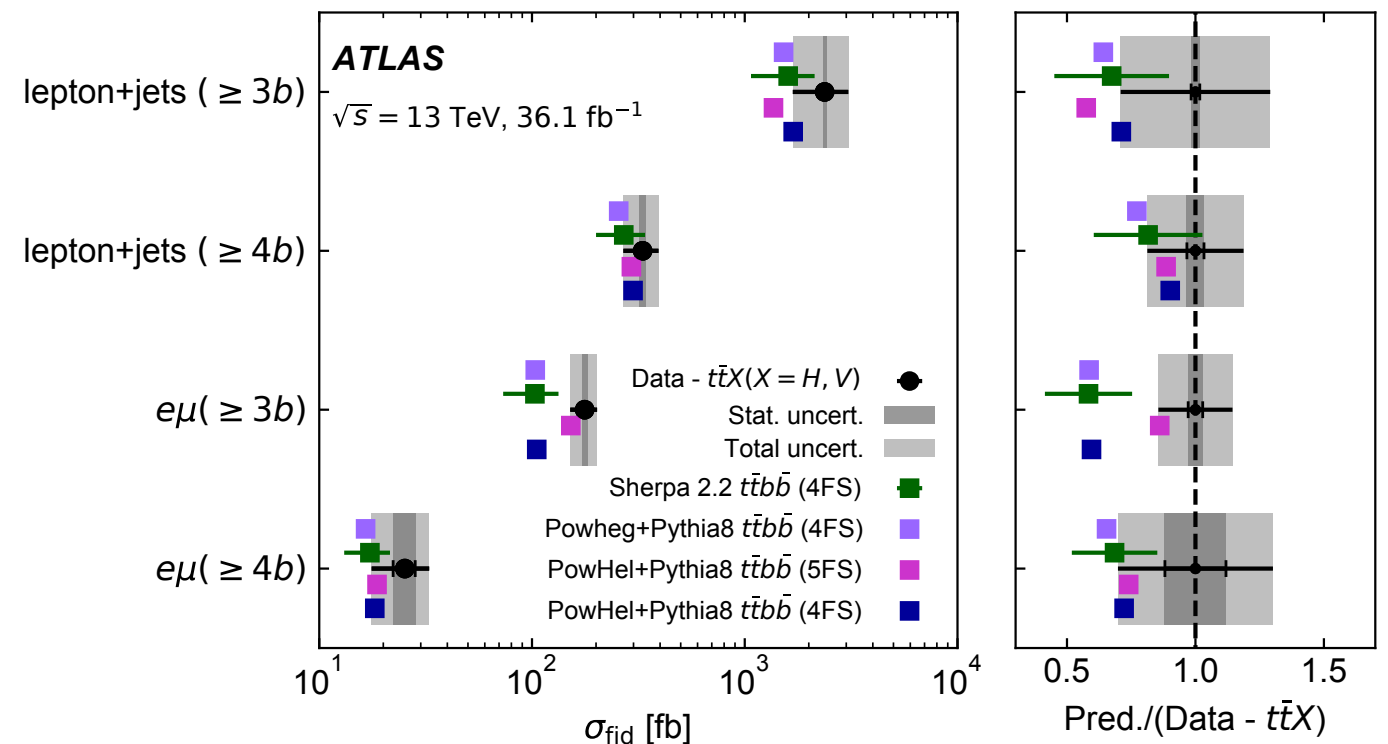 ATLAS
√s = 13 TeV, 36.1 fb⁻¹
lepton+jets ( ≥ 3b)
lepton+jets ( ≥ 4b)
eμ( ≥ 3b)
eμ( ≥ 4b)
Data - tt̄X(X = H, V)
Stat. uncert.
Total uncert.
Sherpa 2.2 tt̄bb̄ (4FS)
Powheg+Pythia8 tt̄bb̄ (4FS)
PowHel+Pythia8 tt̄bb̄ (5FS)
PowHel+Pythia8 tt̄bb̄ (4FS)
10¹ 10² 10³ 10⁴
σfid [fb]
0.5 1.0 1.5
Pred./(Data - tt̄X)